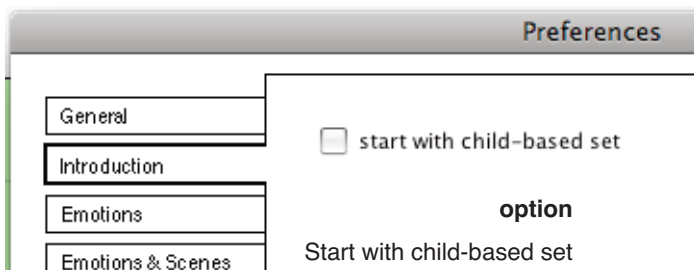 Preferences
General
Introduction
Emotions
Emotions & Scenes
start with child-based set
option
Start with child-based set